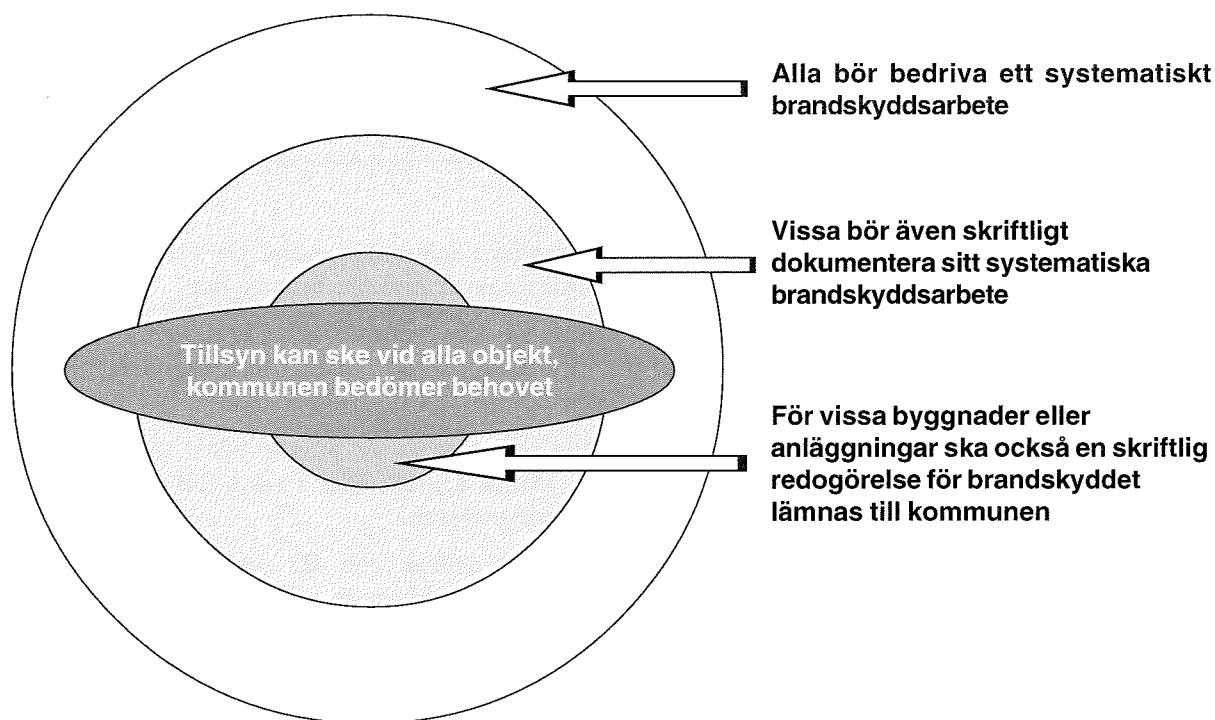 Alla bör bedriva ett systematiskt
brandskyddsarbete
Vissa bör även skriftligt
dokumentera sitt systematiska
brandskyddsarbete
Tillsyn kan ske vid alla objekt,
kommunen bedömer behovet
För vissa byggnader eller
anläggningar ska också en skriftlig
redogörelse för brandskyddet
lämnas till kommunen